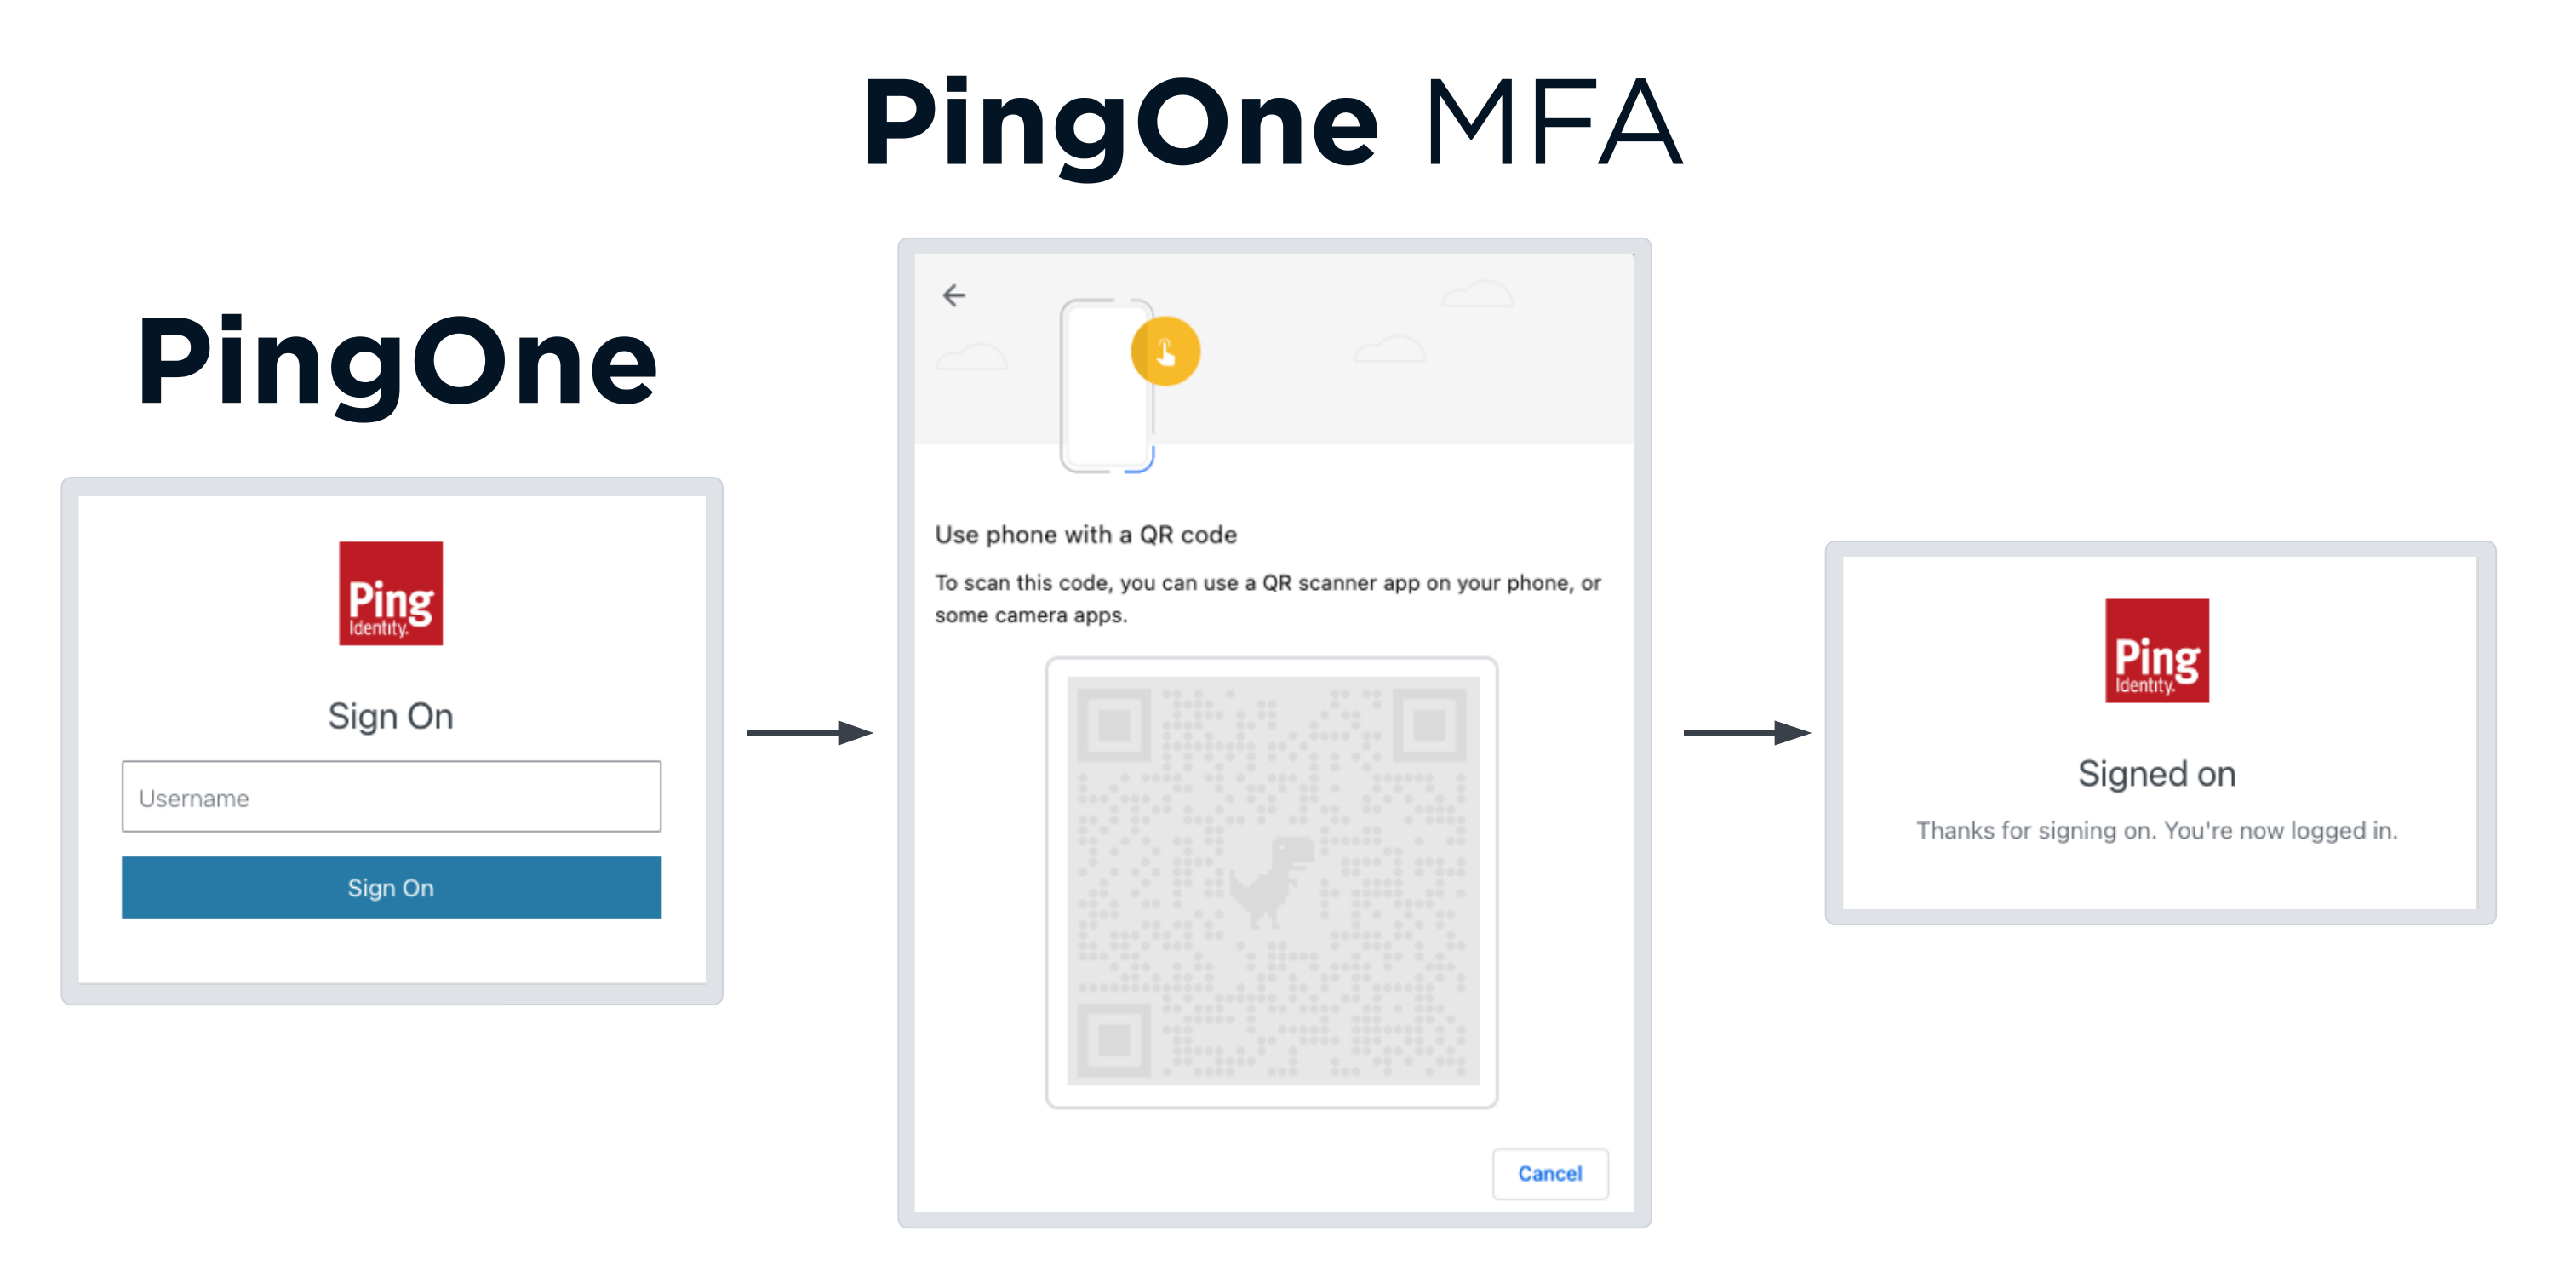 PingOne MFA
PingOne
Ping
Identity.
Sign On
Username
Sign On
Use phone with a QR code
To scan this code, you can use a QR scanner app on your phone, or
some camera apps.
Cancel
Ping
Identity.
Signed on
Thanks for signing on. You're now logged in.